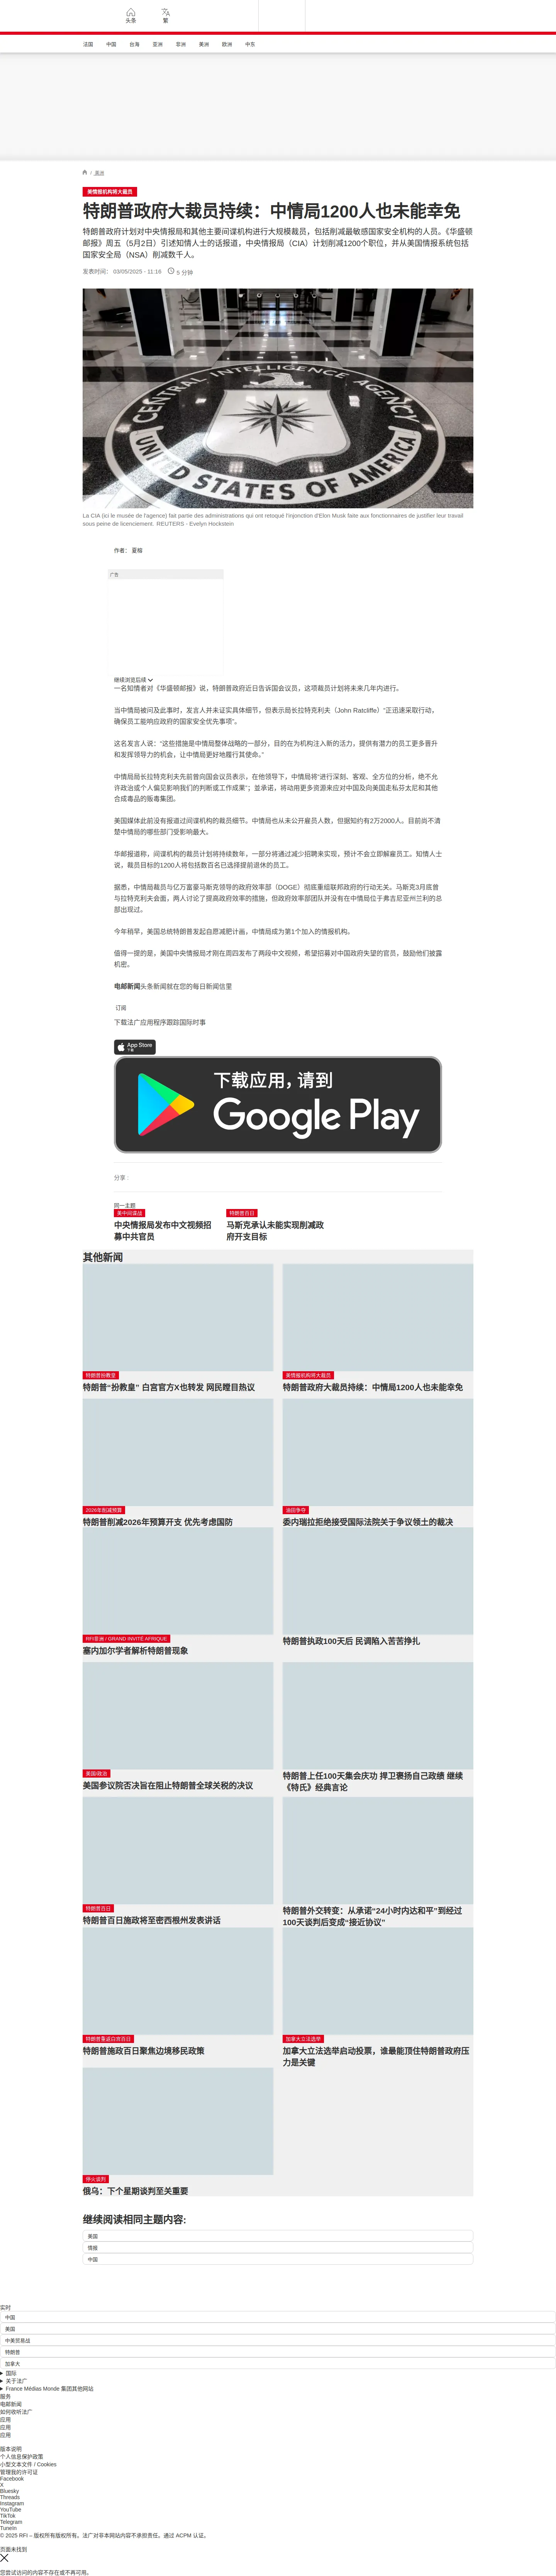 头条
繁
法国
中国
台海
亚洲
非洲
美洲
欧洲
中东
/ 美洲
美情报机构将大裁员
特朗普政府大裁员持续：中情局1200人也未能幸免
特朗普政府计划对中央情报局和其他主要间谍机构进行大规模裁员，包括削减最敏感国家安全机构的人员。《华盛顿
邮报》周五（5月2日）引述知情人士的话报道，中央情报局（CIA）计划削减1200个职位，并从美国情报系统包括
国家安全局（NSA）削减数千人。
发表时间： 03/05/2025 - 11:16
5 分钟
CENTRAL INTELLIGENCE AGENCY
UNITED STATES OF AMERICA
La CIA (ici le musée de l'agence) fait partie des administrations qui ont retoqué l'injonction d'Elon Musk faite aux fonctionnaires de justifier leur travail
sous peine de licenciement. REUTERS - Evelyn Hockstein
作者： 夏榕
广告
继续浏览后续
一名知情者对《华盛顿邮报》说，特朗普政府近日告诉国会议员，这项裁员计划将未来几年内进行。
当中情局被问及此事时，发言人并未证实具体细节，但表示局长拉特克利夫（John Ratcliffe）“正迅速采取行动，
确保员工能响应政府的国家安全优先事项”。
这名发言人说：“这些措施是中情局整体战略的一部分，目的在为机构注入新的活力，提供有潜力的员工更多晋升
和发挥领导力的机会，让中情局更好地履行其使命。”
中情局局长拉特克利夫先前曾向国会议员表示，在他领导下，中情局将“进行深刻、客观、全方位的分析，绝不允
许政治或个人偏见影响我们的判断或工作成果”；並承诺，将动用更多资源来应对中国及向美国走私芬太尼和其他
合成毒品的贩毒集团。
美国媒体此前没有报道过间谍机构的裁员细节。中情局也从未公开雇员人数，但据知约有2万2000人。目前尚不清
楚中情局的哪些部门受影响最大。
华邮报道称，间谍机构的裁员计划将持续数年，一部分将通过减少招聘来实现，预计不会立即解雇员工。知情人士
说，裁员目标的1200人将包括数百名已选择提前退休的员工。
据悉，中情局裁员与亿万富豪马斯克领导的政府效率部（DOGE）彻底重组联邦政府的行动无关。马斯克3月底曾
与拉特克利夫会面，两人讨论了提高政府效率的措施，但政府效率部团队并没有在中情局位于弗吉尼亚州兰利的总
部出现过。
今年稍早，美国总统特朗普发起自愿减肥计画，中情局成为第1个加入的情报机构。
值得一提的是，美国中央情报局才刚在周四发布了两段中文视频，希望招募对中国政府失望的官员，鼓励他们披露
机密。
电邮新闻头条新闻就在您的每日新闻信里
订阅
下载法广应用程序跟踪国际时事
App Store
下载
下载应用，请到
Google Play
分享 :
同一主题
美中间谍战
中央情报局发布中文视频招
募中共官员
特朗普百日
马斯克承认未能实现削减政
府开支目标
其他新闻
特朗普扮教皇
特朗普“扮教皇” 白宫官方X也转发 网民瞪目热议
美情报机构将大裁员
特朗普政府大裁员持续：中情局1200人也未能幸免
2026年削减预算
特朗普削减2026年预算开支 优先考虑国防
油田争夺
委内瑞拉拒绝接受国际法院关于争议领土的裁决
RFI非洲 / GRAND INVITÉ AFRIQUE
塞内加尔学者解析特朗普现象
特朗普执政100天后 民调陷入苦苦挣扎
美国/政治
美国参议院否决旨在阻止特朗普全球关税的决议
特朗普上任100天集会庆功 捍卫褒扬自己政绩 继续
《特氏》经典言论
特朗普百日
特朗普百日施政将至密西根州发表讲话
特朗普外交转变：从承诺“24小时内达和平”到经过
100天谈判后变成“接近协议”
特朗普重返白宫百日
特朗普施政百日聚焦边境移民政策
加拿大立法选举
加拿大立法选举启动投票，谁最能顶住特朗普政府压
力是关键
停火谈判
俄乌：下个星期谈判至关重要
继续阅读相同主题内容:
美国
情报
中国
实时
中国
美国
中美贸易战
特朗普
加拿大
国际
关于法广
France Médias Monde 集团其他网站
服务
电邮新闻
如何收听法广
应用
应用
应用
版本说明
个人信息保护政策
小型文本文件 / Cookies
管理我的许可证
Facebook
X
Bluesky
Threads
Instagram
YouTube
TikTok
Telegram
TuneIn
© 2025 RFI – 版权所有版权所有。法广对非本网站内容不承担责任。通过 ACPM 认证。
页面未找到
您尝试访问的内容不存在或不再可用。